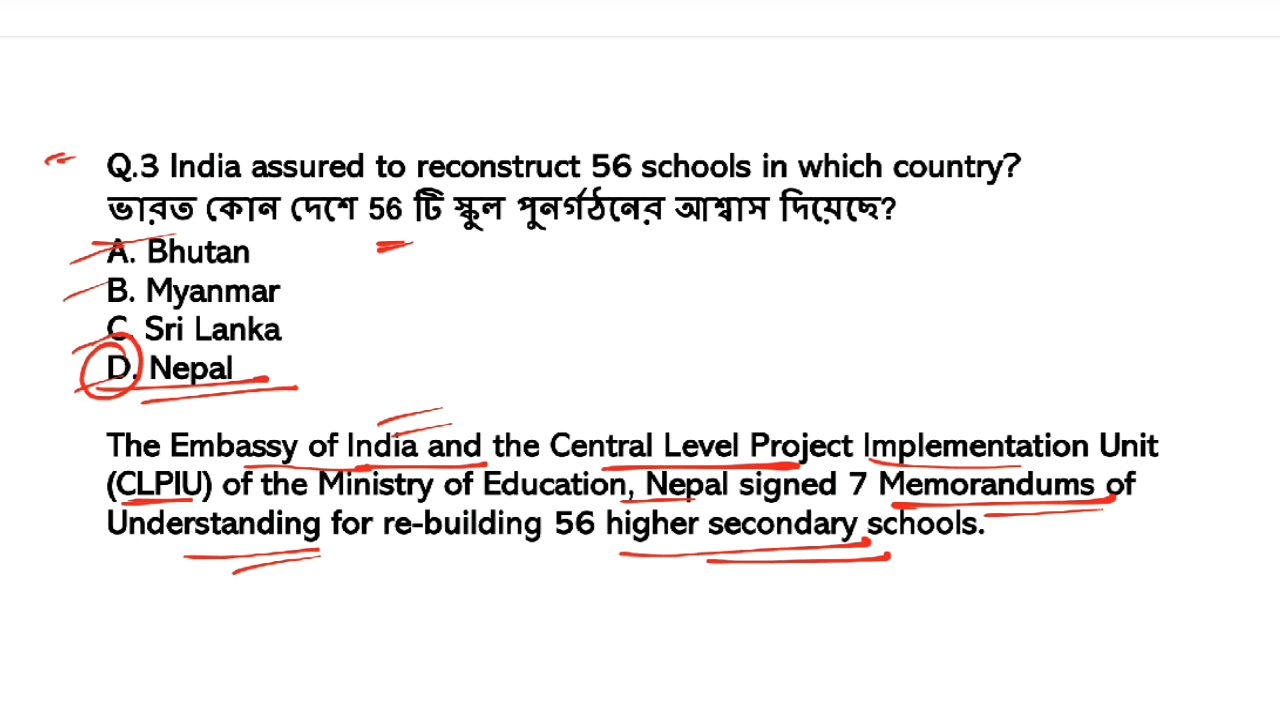 Q.3 India assured to reconstruct 56 schools in which country?
ভারত কোন দেশে 56 টি স্কুল পুনর্গঠনের আশ্বাস দিয়েছে?
A. Bhutan
B. Myanmar
C. Sri Lanka
D. Nepal
The Embassy of India and the Central Level Project Implementation Unit
(CLPIU) of the Ministry of Education, Nepal signed 7 Memorandums of
Understanding for re-building 56 higher secondary schools.